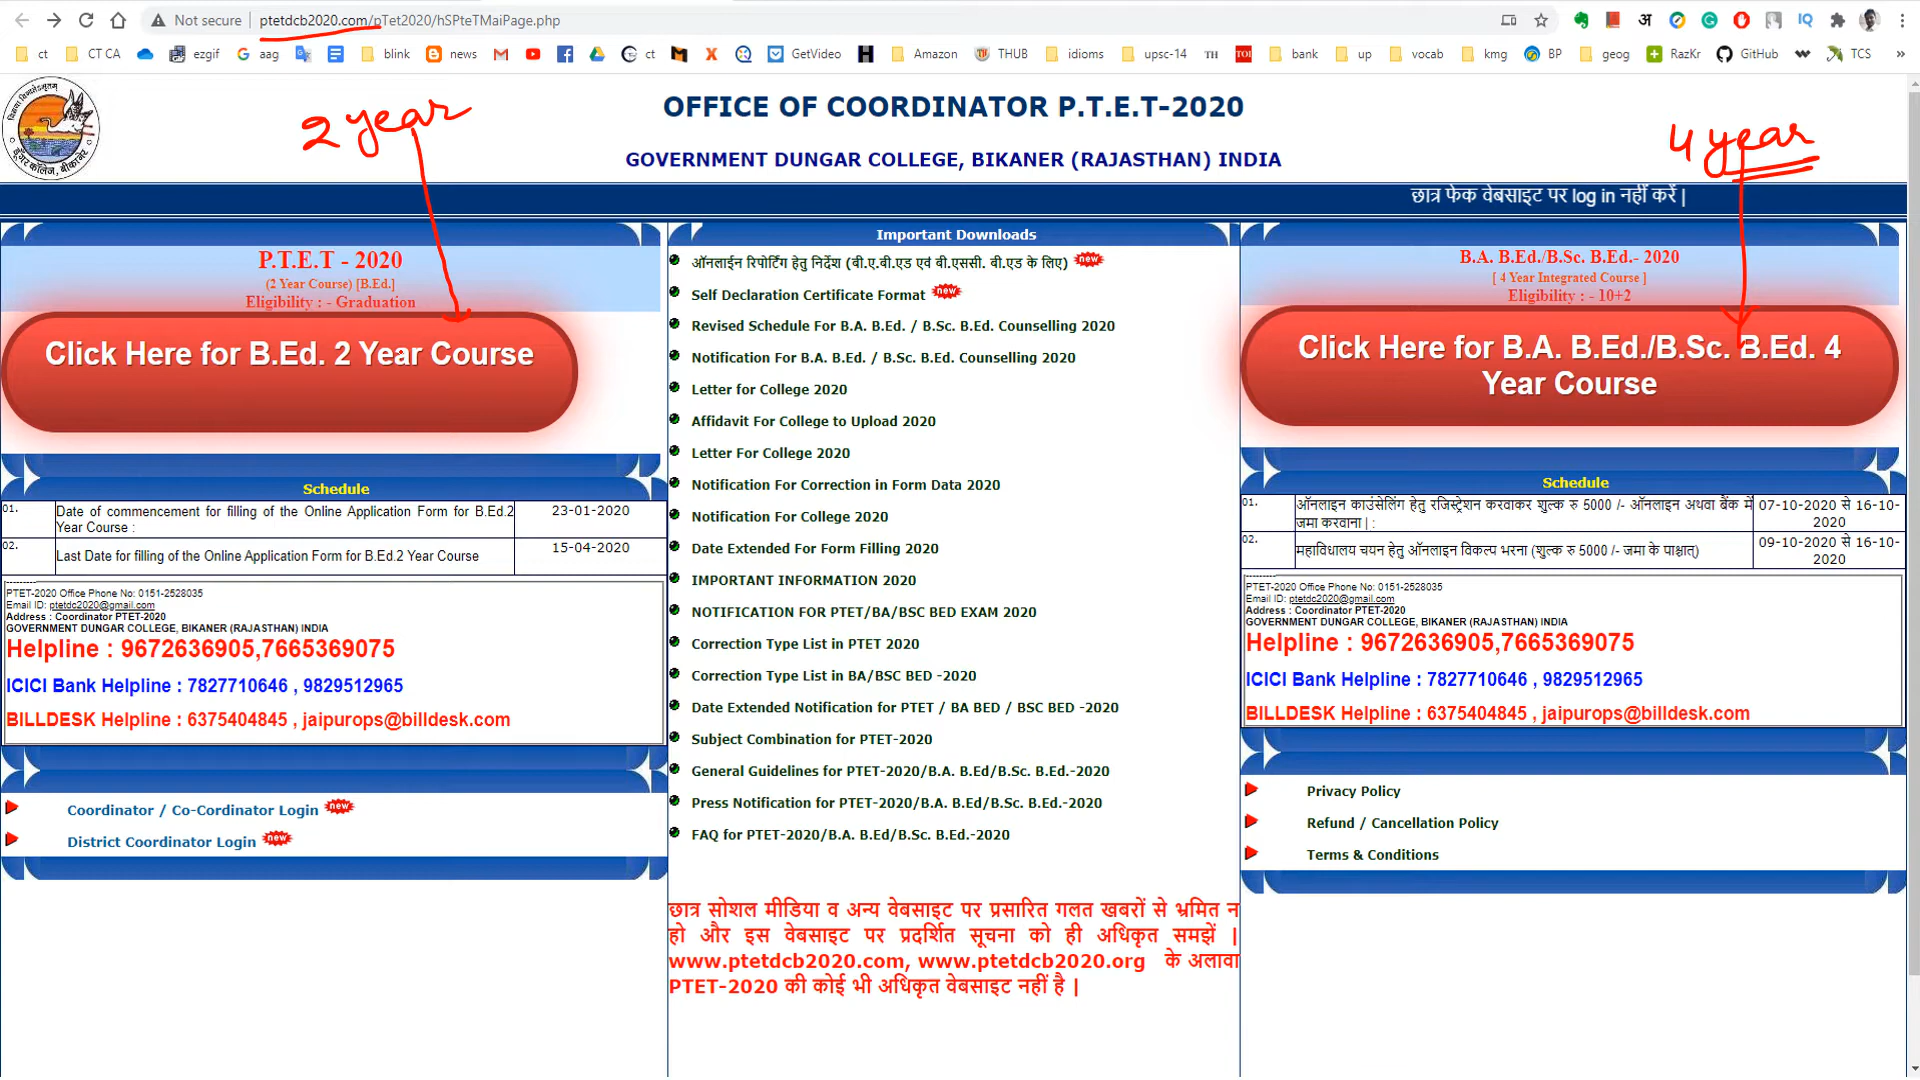 Not secure
ptetdcb2020.com/pTet2020/hSPteTMaiPage.php
ct
CT CA
ezgif
aag
blink
news
ct
GetVideo
Amazon
THUB
idioms
upsc-14
TH
TOI
bank
up
vocab
kmg
BP
geog
RazKr
GitHub
TCS
2 year
4 year
OFFICE OF COORDINATOR P.T.E.T-2020
GOVERNMENT DUNGAR COLLEGE, BIKANER (RAJASTHAN) INDIA
छात्र फेक वेबसाइट पर log in नहीं करें |
P.T.E.T - 2020
(2 Year Course) [B.Ed.]
Eligibility : - Graduation
Click Here for B.Ed. 2 Year Course
Schedule
01. Date of commencement for filling of the Online Application Form for B.Ed.2 Year Course : 23-01-2020
02. Last Date for filling of the Online Application Form for B.Ed.2 Year Course 15-04-2020
PTET-2020 Office Phone No: 0151-2528035
Email ID: ptetdc2020@gmail.com
Address : Coordinator PTET-2020
GOVERNMENT DUNGAR COLLEGE, BIKANER (RAJASTHAN) INDIA
Helpline : 9672636905,7665369075
ICICI Bank Helpline : 7827710646 , 9829512965
BILLDESK Helpline : 6375404845 , jaipurops@billdesk.com
Coordinator / Co-Cordinator Login new
District Coordinator Login new
Important Downloads
ऑनलाईन रिपोर्टिंग हेतु निर्देश (बी.ए.बी.एड एवं बी.एससी. बी.एड के लिए) new
Self Declaration Certificate Format new
Revised Schedule For B.A. B.Ed. / B.Sc. B.Ed. Counselling 2020
Notification For B.A. B.Ed. / B.Sc. B.Ed. Counselling 2020
Letter for College 2020
Affidavit For College to Upload 2020
Letter For College 2020
Notification For Correction in Form Data 2020
Notification For College 2020
Date Extended For Form Filling 2020
IMPORTANT INFORMATION 2020
NOTIFICATION FOR PTET/BA/BSC BED EXAM 2020
Correction Type List in PTET 2020
Correction Type List in BA/BSC BED -2020
Date Extended Notification for PTET / BA BED / BSC BED -2020
Subject Combination for PTET-2020
General Guidelines for PTET-2020/B.A. B.Ed/B.Sc. B.Ed.-2020
Press Notification for PTET-2020/B.A. B.Ed/B.Sc. B.Ed.-2020
FAQ for PTET-2020/B.A. B.Ed/B.Sc. B.Ed.-2020
छात्र सोशल मीडिया व अन्य वेबसाइट पर प्रसारित गलत खबरों से भ्रमित न
हो और इस वेबसाइट पर प्रदर्शित सूचना को ही अधिकृत समझें |
www.ptetdcb2020.com, www.ptetdcb2020.org के अलावा
PTET-2020 की कोई भी अधिकृत वेबसाइट नहीं है |
B.A. B.Ed./B.Sc. B.Ed.- 2020
[ 4 Year Integrated Course ]
Eligibility : - 10+2
Click Here for B.A. B.Ed./B.Sc. B.Ed. 4
Year Course
Schedule
01. ऑनलाइन काउंसेलिंग हेतु रजिस्ट्रेशन करवाकर शुल्क रु 5000 /- ऑनलाइन अथवा बैंक में जमा करवाना | : 07-10-2020 से 16-10-2020
02. महाविधालय चयन हेतु ऑनलाइन विकल्प भरना (शुल्क रु 5000 /- जमा के पाश्चात्) 09-10-2020 से 16-10-2020
PTET-2020 Office Phone No: 0151-2528035
Email ID: ptetdc2020@gmail.com
Address : Coordinator PTET-2020
GOVERNMENT DUNGAR COLLEGE, BIKANER (RAJASTHAN) INDIA
Helpline : 9672636905,7665369075
ICICI Bank Helpline : 7827710646 , 9829512965
BILLDESK Helpline : 6375404845 , jaipurops@billdesk.com
Privacy Policy
Refund / Cancellation Policy
Terms & Conditions